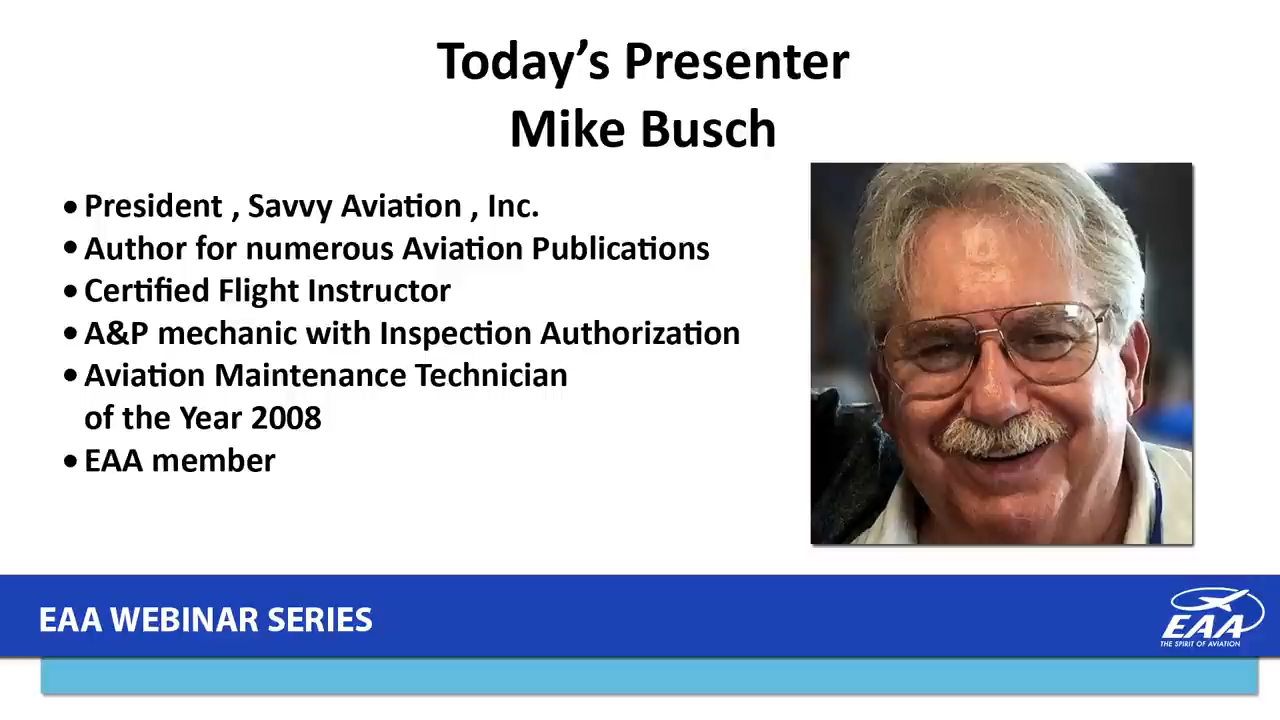 Today’s Presenter
Mike Busch
• President , Savvy Aviation , Inc.
• Author for numerous Aviation Publications
• Certified Flight Instructor
• A&P mechanic with Inspection Authorization
• Aviation Maintenance Technician
of the Year 2008
• EAA member
EAA WEBINAR SERIES
EAA
THE SPIRIT OF AVIATION